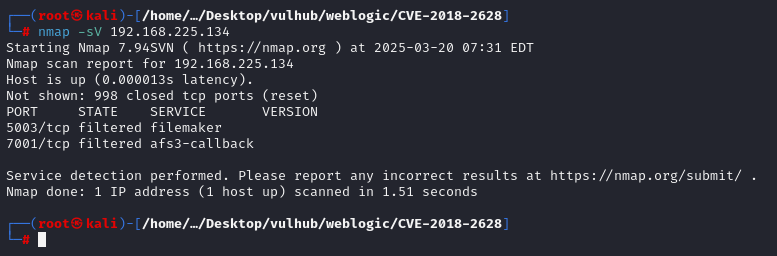 ┌──(root㉿kali)-[/home/…/Desktop/vulhub/weblogic/CVE-2018-2628]
└─# nmap -sV 192.168.225.134
Starting Nmap 7.94SVN ( https://nmap.org ) at 2025-03-20 07:31 EDT
Nmap scan report for 192.168.225.134
Host is up (0.000013s latency).
Not shown: 998 closed tcp ports (reset)
PORT     STATE    SERVICE       VERSION
5003/tcp filtered filemaker
7001/tcp filtered afs3-callback
Service detection performed. Please report any incorrect results at https://nmap.org/submit/ .
Nmap done: 1 IP address (1 host up) scanned in 1.51 seconds
┌──(root㉿kali)-[/home/…/Desktop/vulhub/weblogic/CVE-2018-2628]
└─#